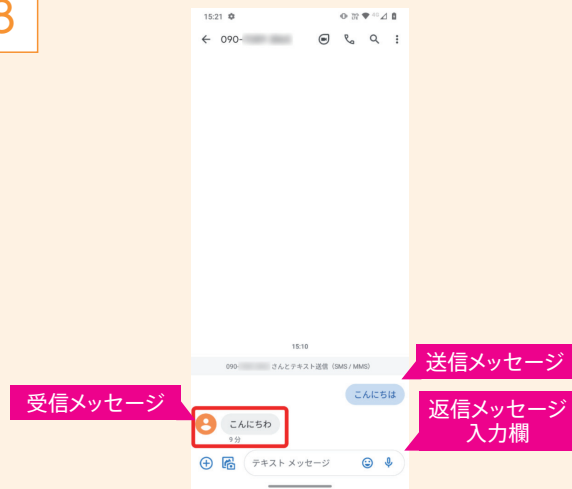 15:21
090-
15:10
090- さんとテキスト送信 (SMS / MMS)
送信メッセージ
こんにちは
受信メッセージ
こんにちわ
9 分
返信メッセージ
入力欄
テキスト メッセージ